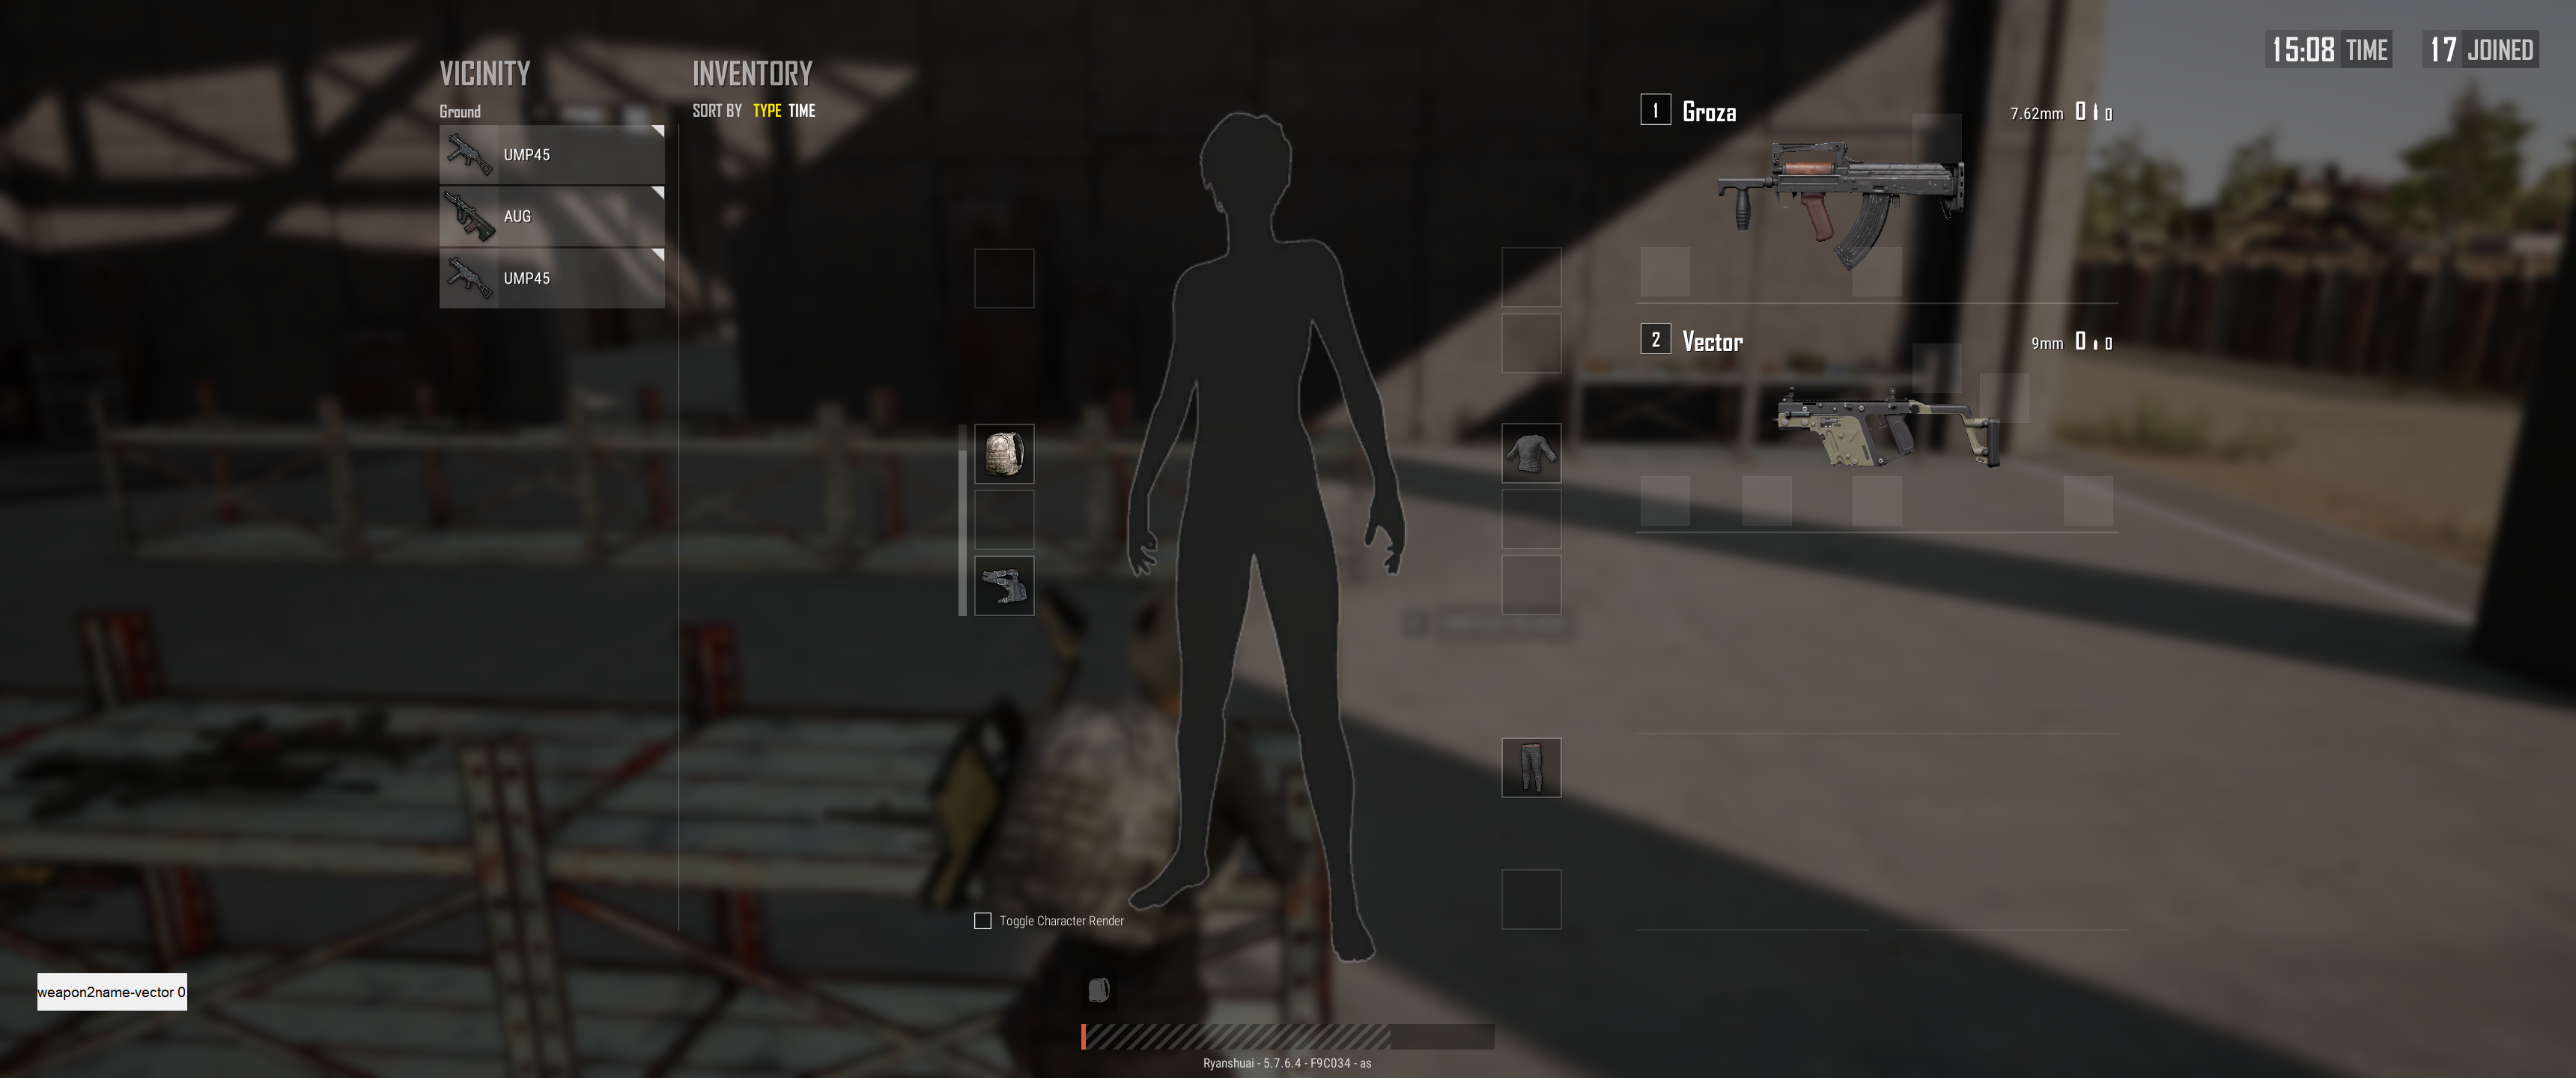 15:08 TIME 17 JOINED
VICINITY
Ground
UMP45
AUG
UMP45
INVENTORY
SORT BY TYPE TIME
1 Groza 7.62mm 0 0
2 Vector 9mm 0 0
Toggle Character Render
weapon2name-vector 0
Ryanshuai - 5.7.6.4 - F9C034 - as